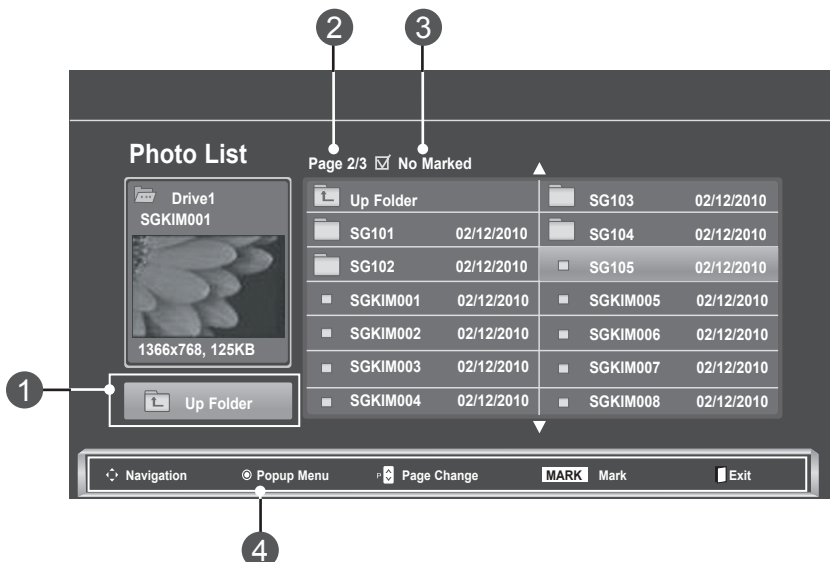 2 3
Photo List
Page 2/3 No Marked
Drive1
SGKIM001
1366x768, 125KB
1
Up Folder
Up Folder
SG101 02/12/2010
SG102 02/12/2010
SGKIM001 02/12/2010
SGKIM002 02/12/2010
SGKIM003 02/12/2010
SGKIM004 02/12/2010
SG103 02/12/2010
SG104 02/12/2010
SG105 02/12/2010
SGKIM005 02/12/2010
SGKIM006 02/12/2010
SGKIM007 02/12/2010
SGKIM008 02/12/2010
Navigation Popup Menu P Page Change MARK Mark Exit
4